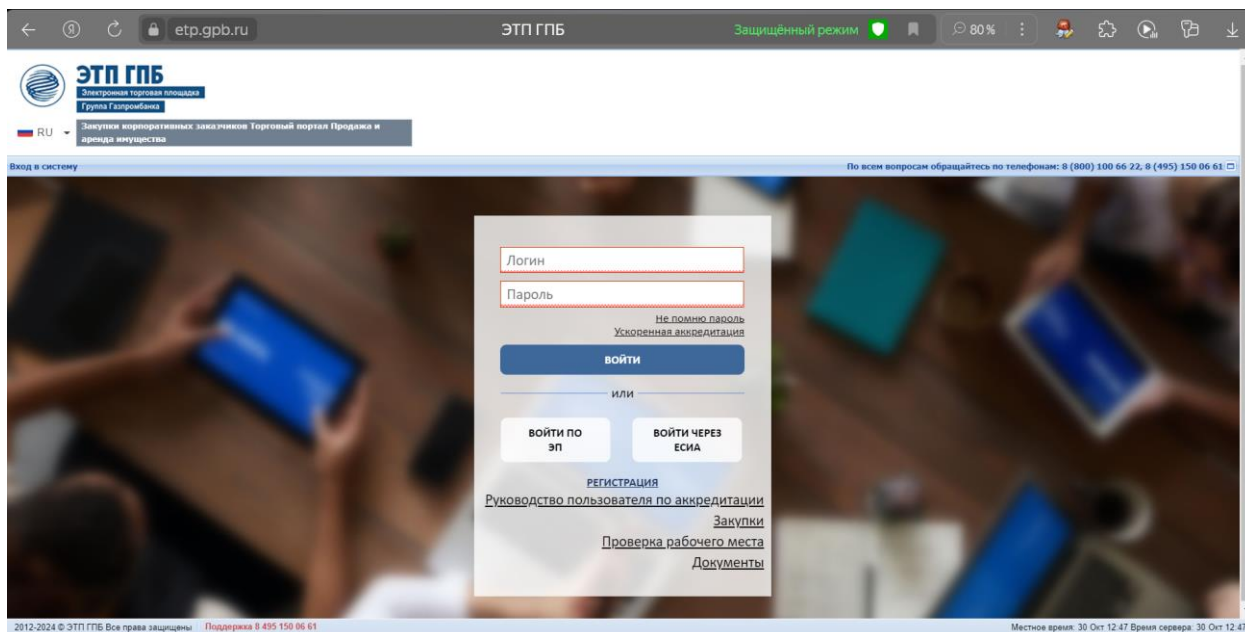 etp.gpb.ru
ЭТП ГПБ
Защищённый режим
80 %
ЭТП ГПБ
Электронная торговая площадка
Группа Газпромбанка
RU
Закупки корпоративных заказчиков Торговый портал Продажа и
аренда имущества
Вход в систему
По всем вопросам обращайтесь по телефонам: 8 (800) 100 66 22, 8 (495) 150 06 61
Логин
Пароль
Не помню пароль
Ускоренная аккредитация
ВОЙТИ
или
ВОЙТИ ПО
ЭП
ВОЙТИ ЧЕРЕЗ
ЕСИА
РЕГИСТРАЦИЯ
Руководство пользователя по аккредитации
Закупки
Проверка рабочего места
Документы
2012-2024 © ЭТП ГПБ Все права защищены
Поддержка 8 495 150 06 61
Местное время: 30 Окт 12:47 Время сервера: 30 Окт 12:47